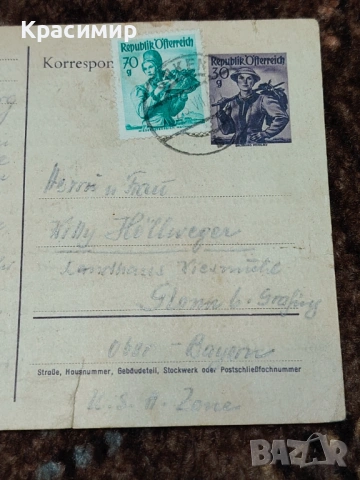 Красимир
Republik Österreich
70
g
Republik Österreich
30
g
Korrespon
Herrn u Frau
Willy Höllweger
Landhaus
Glonn b. Grafing
Ober-Bayern
Straße, Hausnummer, Gebäudeteil, Stockwerk oder Postschließfachnummer
U.S.A-Zone
BAZAR